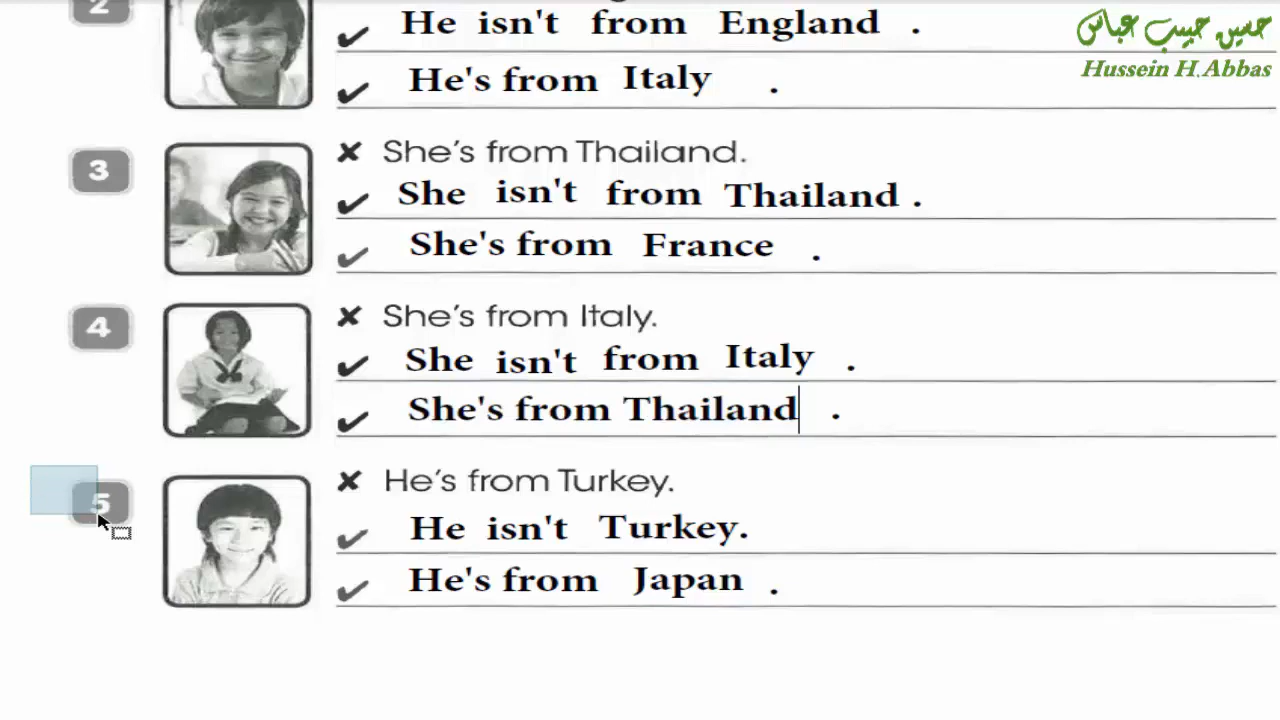 2
He isn't from England .
حسين حبيب عباس
Hussein H.Abbas
✔ He's from Italy .
3
✘ She's from Thailand.
✔ She isn't from Thailand .
✔ She's from France .
4
✘ She's from Italy.
✔ She isn't from Italy .
✔ She's from Thailand .
5
✘ He's from Turkey.
✔ He isn't Turkey.
✔ He's from Japan .